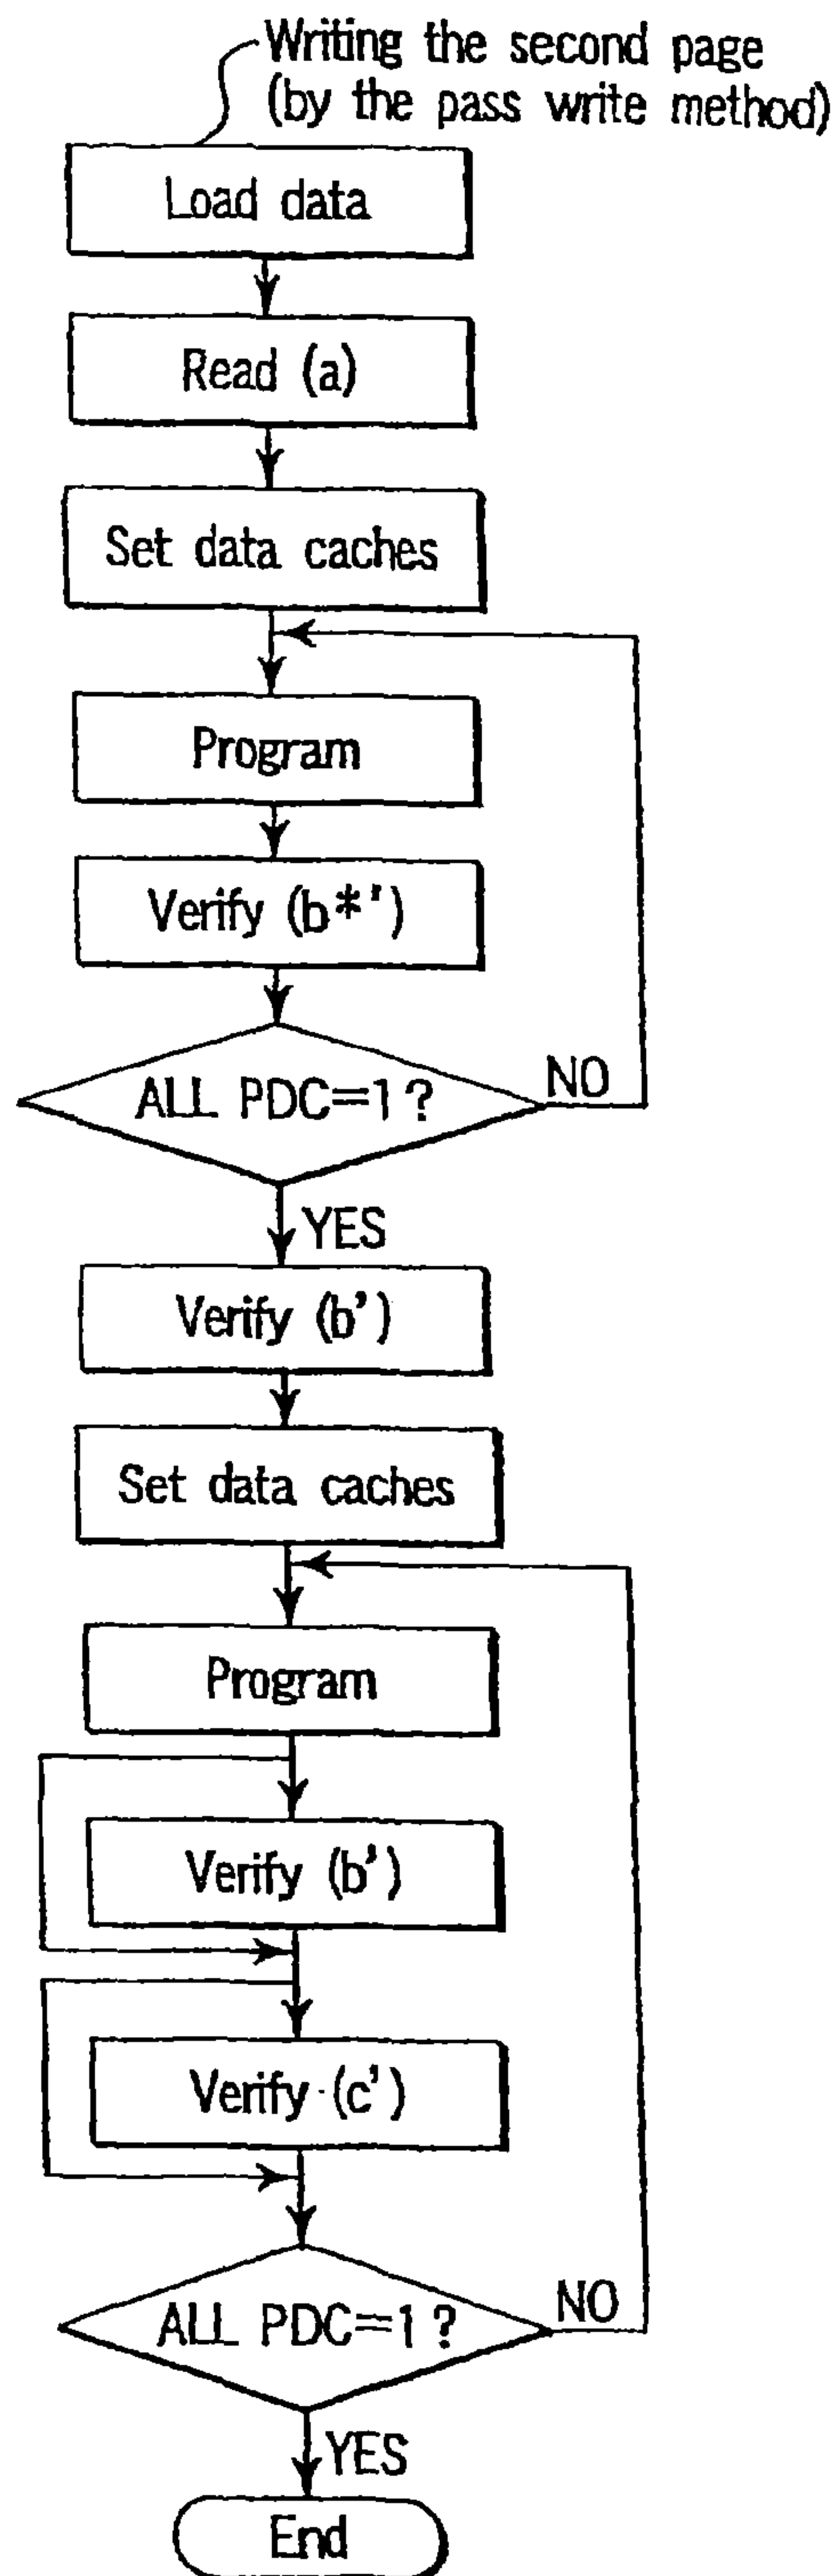 Writing the second page
(by the pass write method)
Load data
Read (a)
Set data caches
Program
Verify (b*')
ALL PDC=1?
NO
YES
Verify (b')
Set data caches
Program
Verify (b')
Verify (c')
ALL PDC=1?
NO
YES
End